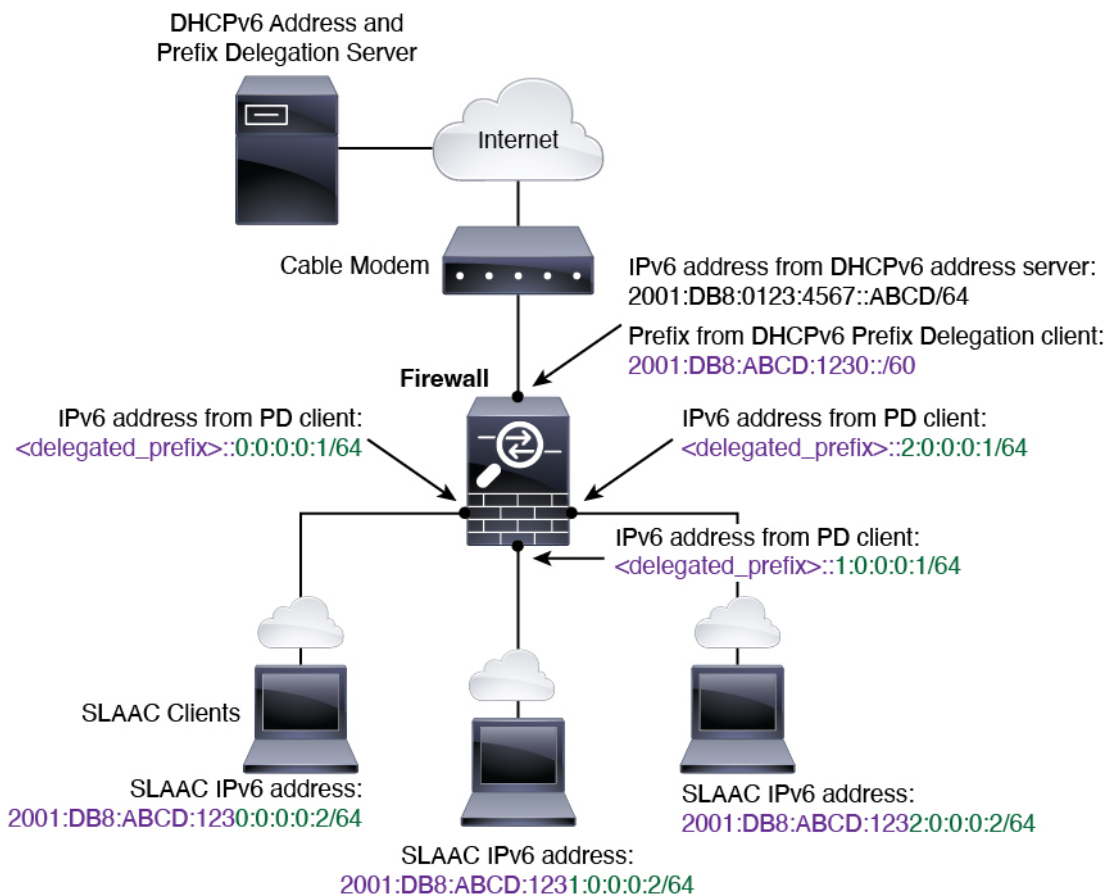 DHCPv6 Address and
Prefix Delegation Server
Internet
Cable Modem
IPv6 address from DHCPv6 address server:
2001:DB8:0123:4567::ABCD/64
Prefix from DHCPv6 Prefix Delegation client:
2001:DB8:ABCD:1230::/60
Firewall
IPv6 address from PD client:
<delegated_prefix>::0:0:0:0:1/64
IPv6 address from PD client:
<delegated_prefix>::2:0:0:0:1/64
IPv6 address from PD client:
<delegated_prefix>::1:0:0:0:1/64
SLAAC Clients
SLAAC IPv6 address:
2001:DB8:ABCD:1230:0:0:0:2/64
SLAAC IPv6 address:
2001:DB8:ABCD:1232:0:0:0:2/64
SLAAC IPv6 address:
2001:DB8:ABCD:1231:0:0:0:2/64